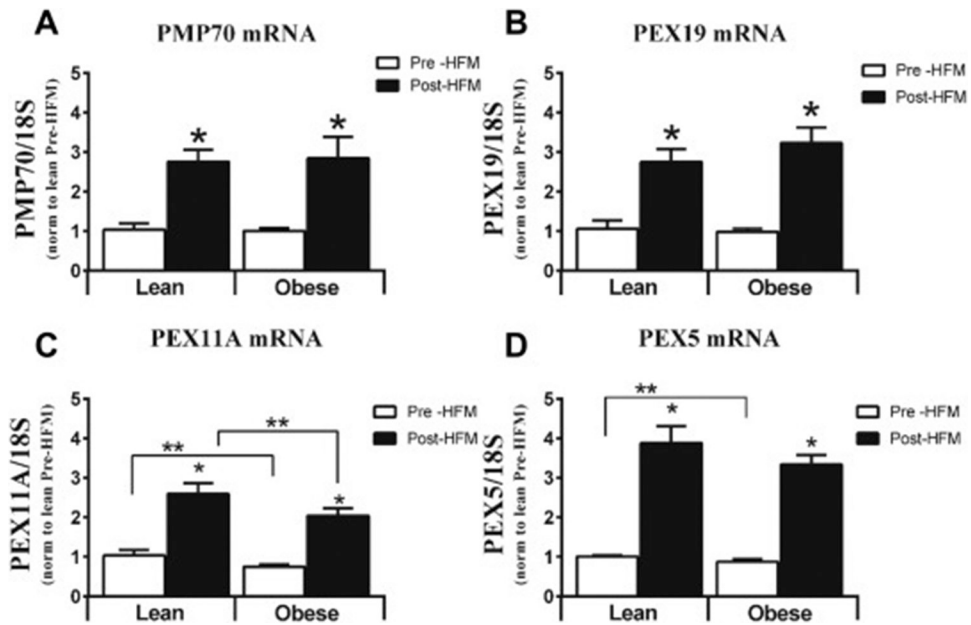 A
PMP70 mRNA
Pre -HFM
Post-HFM
PMP70/18S
(norm to lean Pre-HFM)
5
4
3
2
1
0
*
*
Lean
Obese
B
PEX19 mRNA
Pre -HFM
Post-HFM
PEX19/18S
(norm to lean Pre-HFM)
5
4
3
2
1
0
*
*
Lean
Obese
C
PEX11A mRNA
Pre -HFM
Post-HFM
PEX11A/18S
(norm to lean Pre-HFM)
5
4
3
2
1
0
**
**
*
*
Lean
Obese
D
PEX5 mRNA
Pre -HFM
Post-HFM
PEX5/18S
(norm to lean Pre-HFM)
5
4
3
2
1
0
**
*
*
Lean
Obese